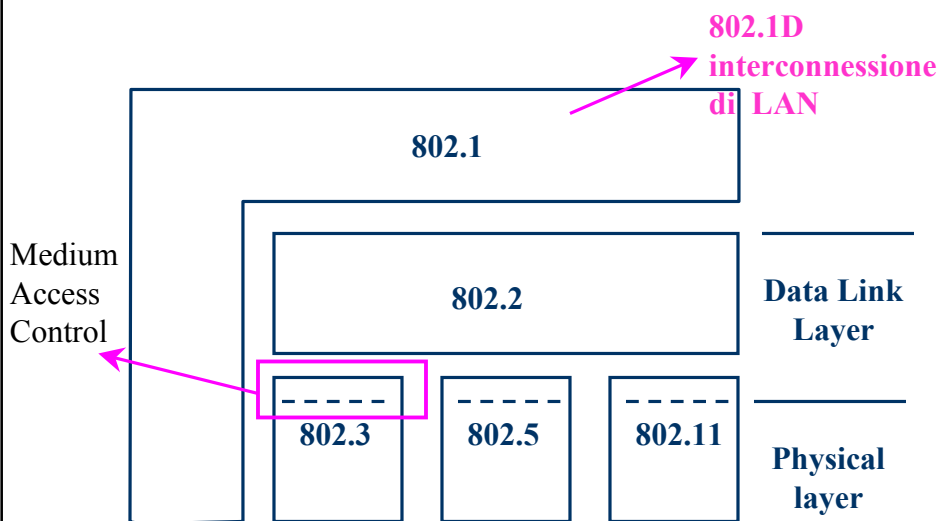 802.1D
interconnessione
di LAN
802.1
Medium
Access
Control
802.2
Data Link
Layer
802.3
802.5
802.11
Physical
layer